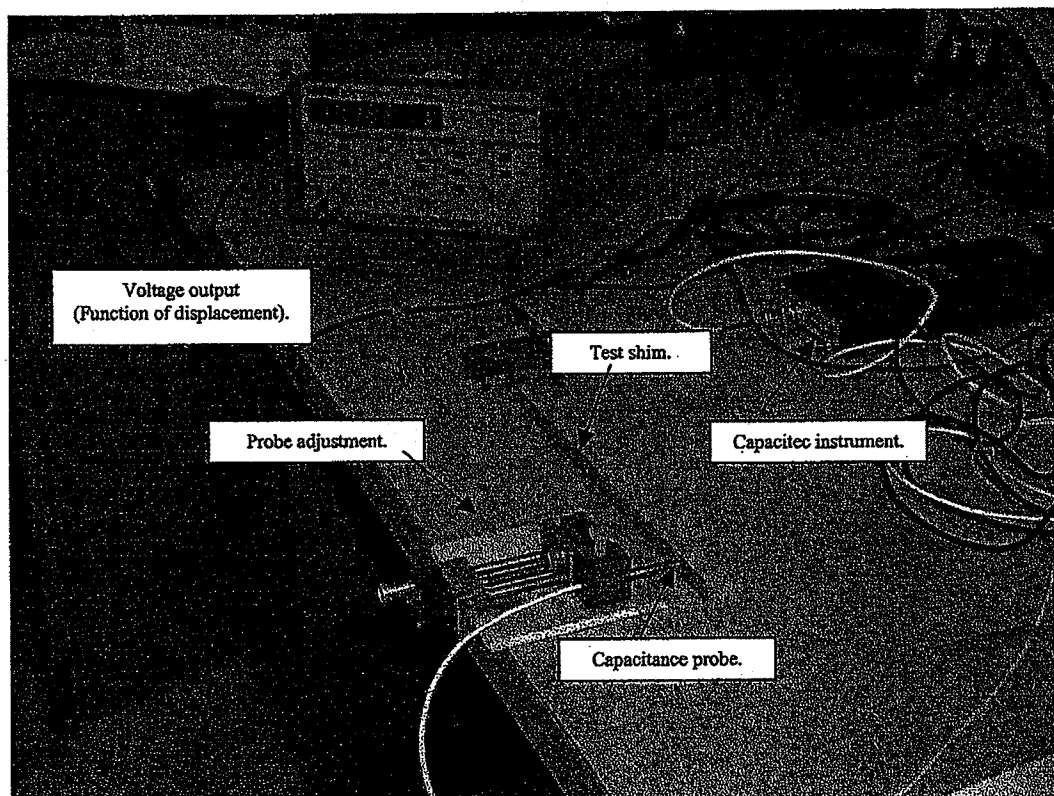 Voltage output
(Function of displacement).
Test shim.
Probe adjustment.
Capacitec instrument.
Capacitance probe.